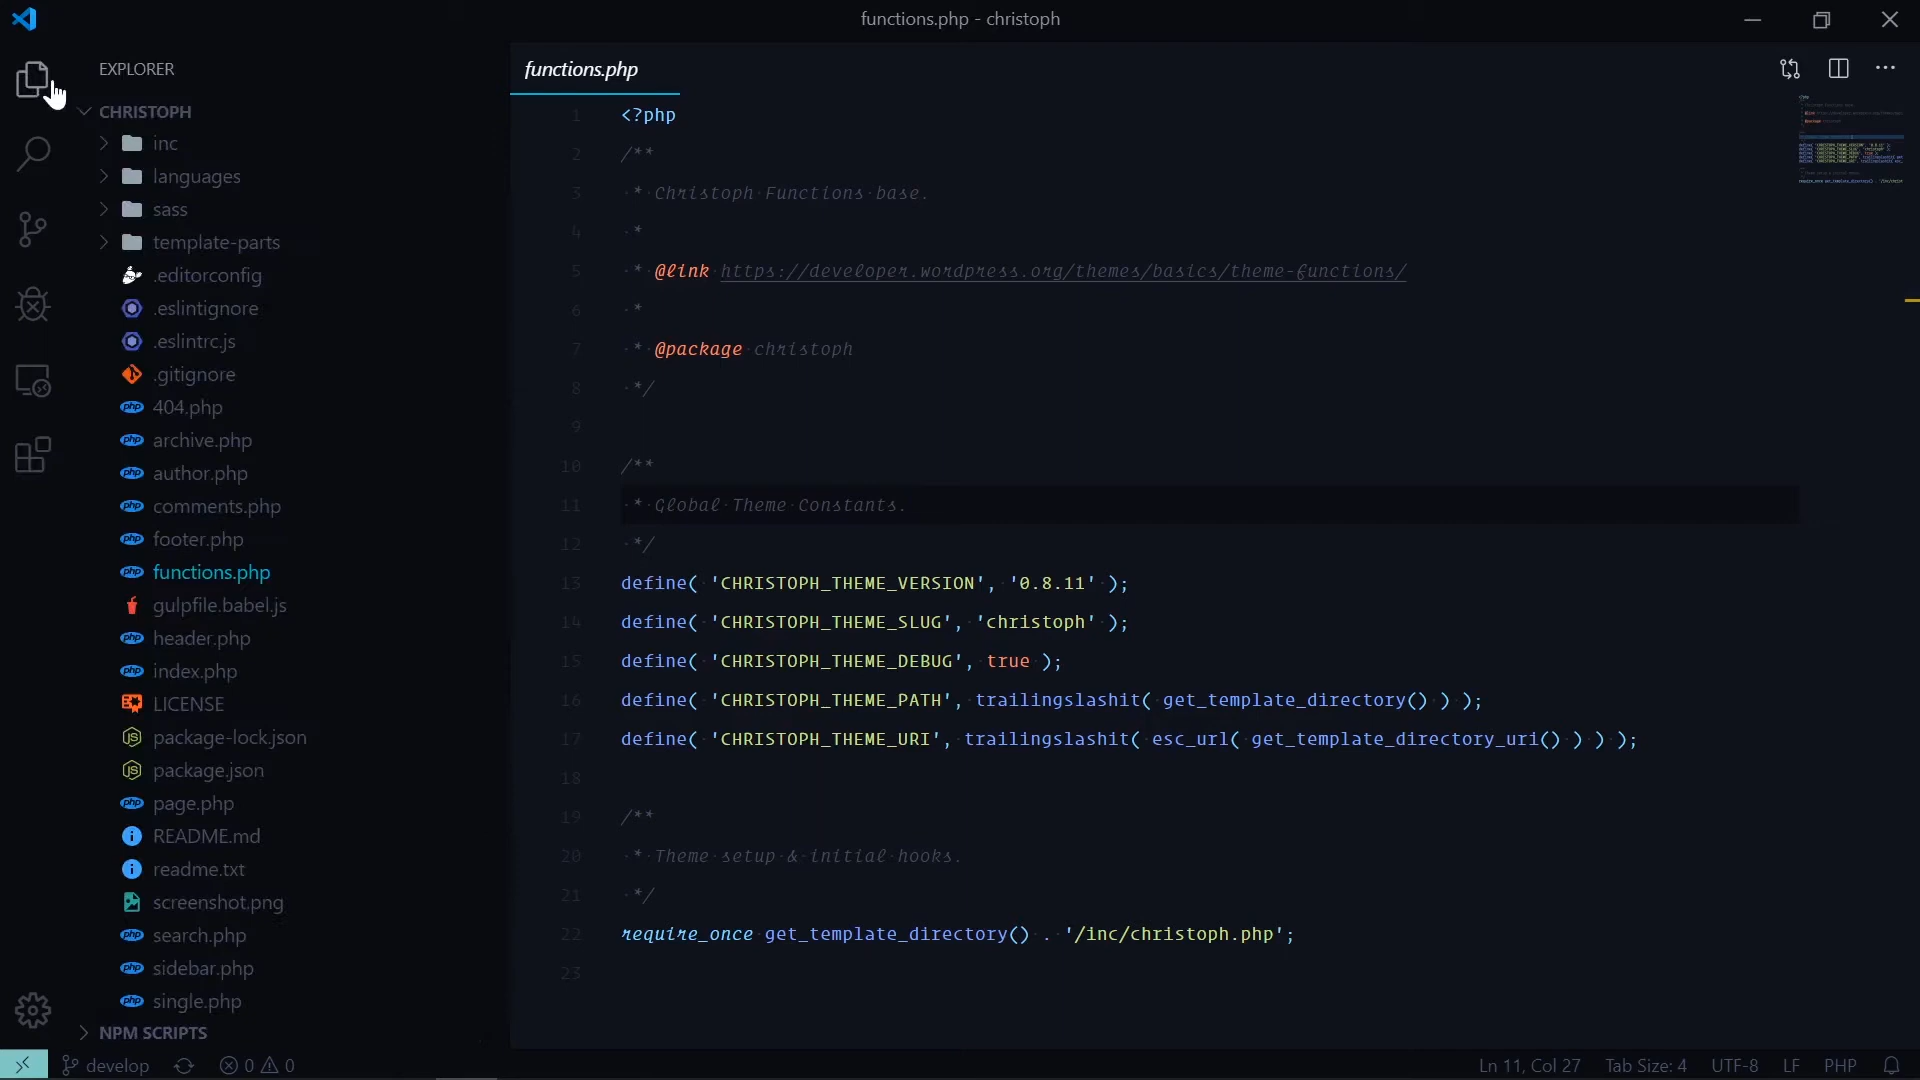 functions.php - christoph
EXPLORER
CHRISTOPH
inc
languages
sass
template-parts
.editorconfig
.eslintignore
.eslintrc.js
.gitignore
404.php
archive.php
author.php
comments.php
footer.php
functions.php
gulpfile.babel.js
header.php
index.php
LICENSE
package-lock.json
package.json
page.php
README.md
readme.txt
screenshot.png
search.php
sidebar.php
single.php
NPM SCRIPTS
functions.php
1 <?php
2 /**
3  * Christoph Functions base.
4  *
5  * @link https://developer.wordpress.org/themes/basics/theme-functions/
6  *
7  * @package christoph
8  */
9
10 /**
11  * Global Theme Constants.
12  */
13 define( 'CHRISTOPH_THEME_VERSION', '0.8.11' );
14 define( 'CHRISTOPH_THEME_SLUG', 'christoph' );
15 define( 'CHRISTOPH_THEME_DEBUG', true );
16 define( 'CHRISTOPH_THEME_PATH', trailingslashit( get_template_directory() ) );
17 define( 'CHRISTOPH_THEME_URI', trailingslashit( esc_url( get_template_directory_uri() ) ) );
18
19 /**
20  * Theme setup & initial hooks.
21  */
22 require_once get_template_directory() . '/inc/christoph.php';
23
develop 0 0 Ln 11, Col 27 Tab Size: 4 UTF-8 LF PHP